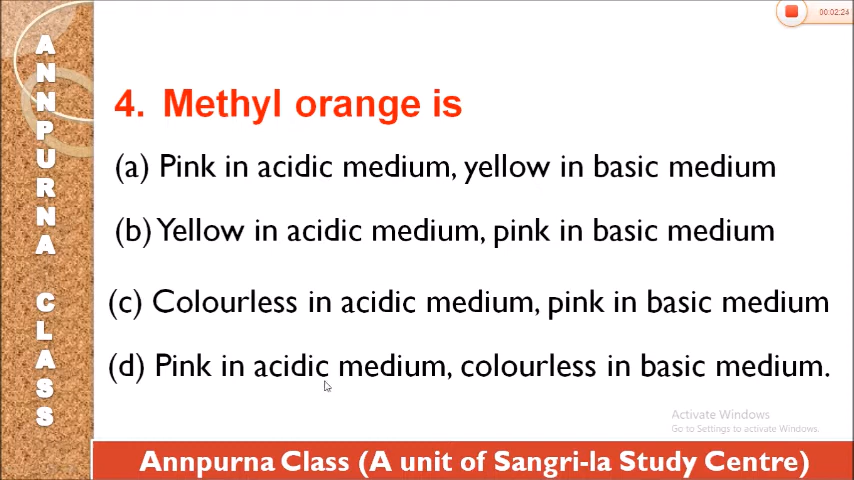 00:02:24
ANNPURNA CLASS
4. Methyl orange is
(a) Pink in acidic medium, yellow in basic medium
(b) Yellow in acidic medium, pink in basic medium
(c) Colourless in acidic medium, pink in basic medium
(d) Pink in acidic medium, colourless in basic medium.
Activate Windows
Go to Settings to activate Windows.
Annpurna Class (A unit of Sangri-la Study Centre)